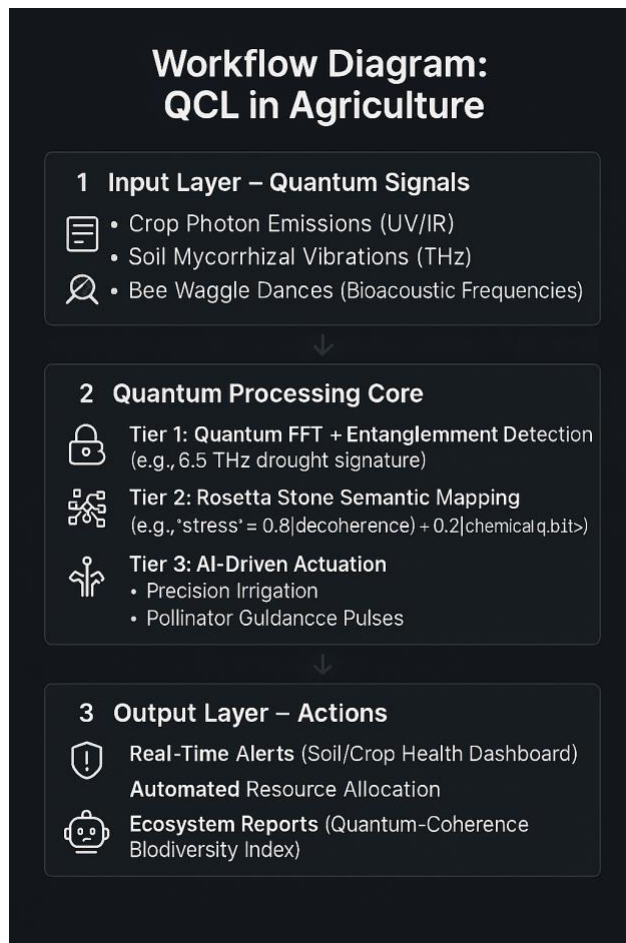 Workflow Diagram:
QCL in Agriculture
1 Input Layer – Quantum Signals
• Crop Photon Emissions (UV/IR)
• Soil Mycorrhizal Vibrations (THz)
• Bee Waggle Dances (Bioacoustic Frequencies)
2 Quantum Processing Core
Tier 1: Quantum FFT + Entanglemment Detection
(e.g., 6.5 THz drought signature)
Tier 2: Rosetta Stone Semantic Mapping
(e.g., 'stress' = 0.8|decoherence) + 0.2|chemical q.b.it>)
Tier 3: AI-Driven Actuation
• Precision Irrigation
• Pollinator Guldancce Pulses
3 Output Layer – Actions
Real-Time Alerts (Soil/Crop Health Dashboard)
Automated Resource Allocation
Ecosystem Reports (Quantum-Coherence
Blodiversity Index)